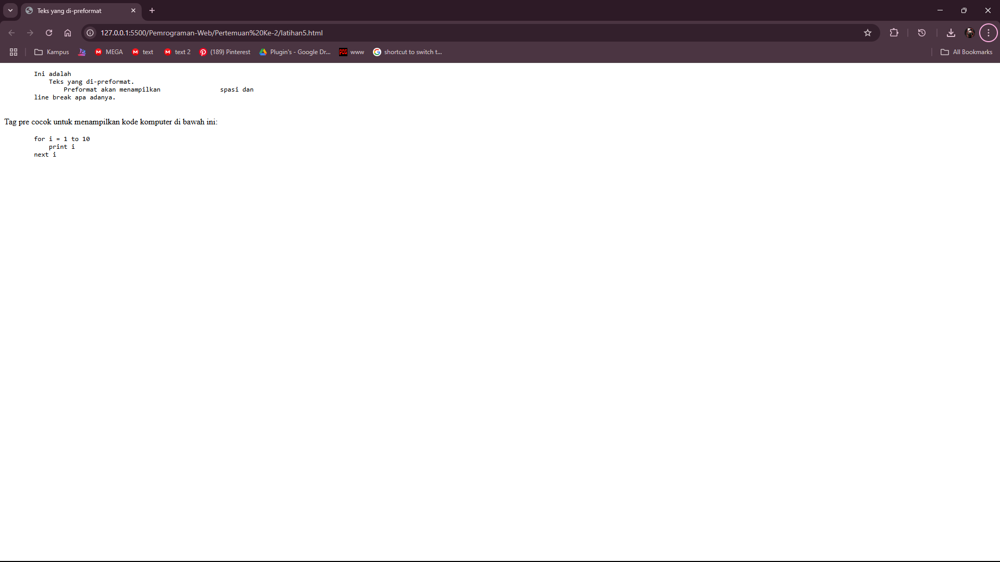 Teks yang di-preformat
127.0.0.1:5500/Pemrograman-Web/Pertemuan%20Ke-2/latihan5.html
Kampus MEGA text text 2 (189) Pinterest Plugin's - Google Dr... PDG www shortcut to switch t... All Bookmarks
Ini adalah
Teks yang di-preformat.
Preformat akan menampilkan spasi dan
line break apa adanya.
Tag pre cocok untuk menampilkan kode komputer di bawah ini:
for i = 1 to 10
print i
next i